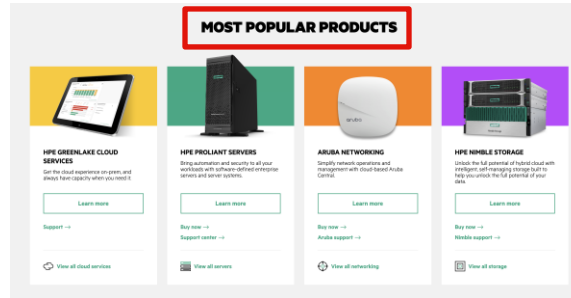 MOST POPULAR PRODUCTS
aruba
HPE GREENLAKE CLOUD
SERVICES
Get the cloud experience on-prem, and
always have capacity when you need it
Learn more
Support →
View all cloud services
HPE PROLIANT SERVERS
Bring automation and security to all your
workloads with software-defined enterprise
servers and server systems.
Learn more
Buy now →
Support center →
View all servers
ARUBA NETWORKING
Simplify network operations and
management with cloud-based Aruba
Central.
Learn more
Buy now →
Aruba support →
View all networking
HPE NIMBLE STORAGE
Unlock the full potential of hybrid cloud with
intelligent, self-managing storage built to
help you unlock the full potential of your
data.
Learn more
Buy now →
Nimble support →
View all storage